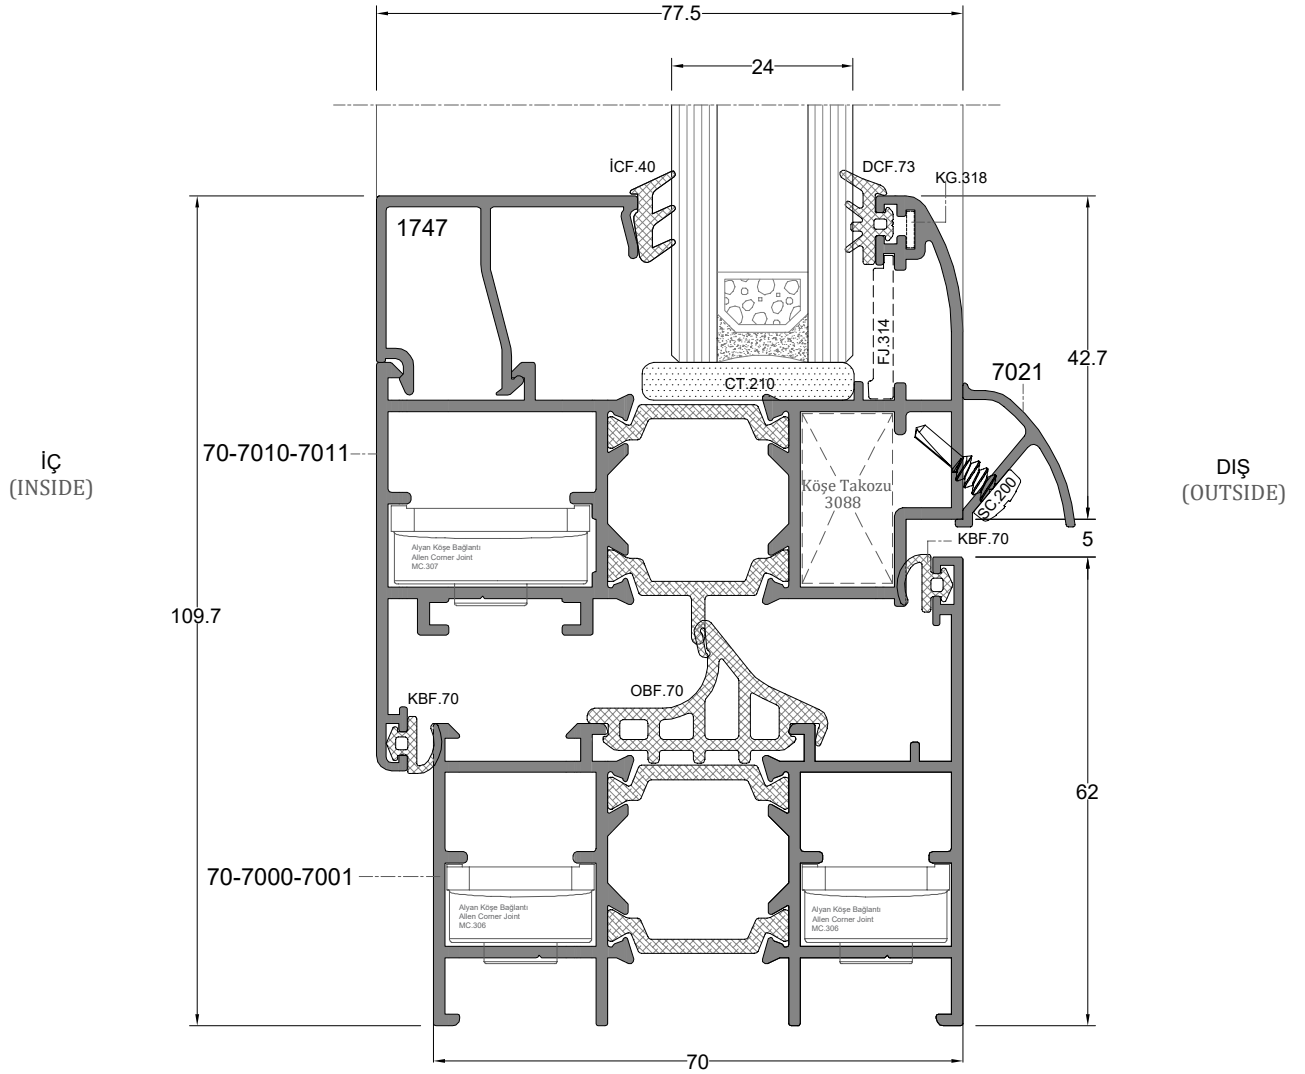 77.5
24
İCF.40
DCF.73
KG.318
1747
FJ.314
42.7
CT.210
7021
70-7010-7011
İÇ
(INSIDE)
DIŞ
(OUTSIDE)
Köşe Takozu
3088
SC.200
KBF.70
5
Alyan Köşe Bağlantı
Allen Corner Joint
MC.307
109.7
KBF.70
OBF.70
62
70-7000-7001
Alyan Köşe Bağlantı
Allen Corner Joint
MC.306
Alyan Köşe Bağlantı
Allen Corner Joint
MC.306
70